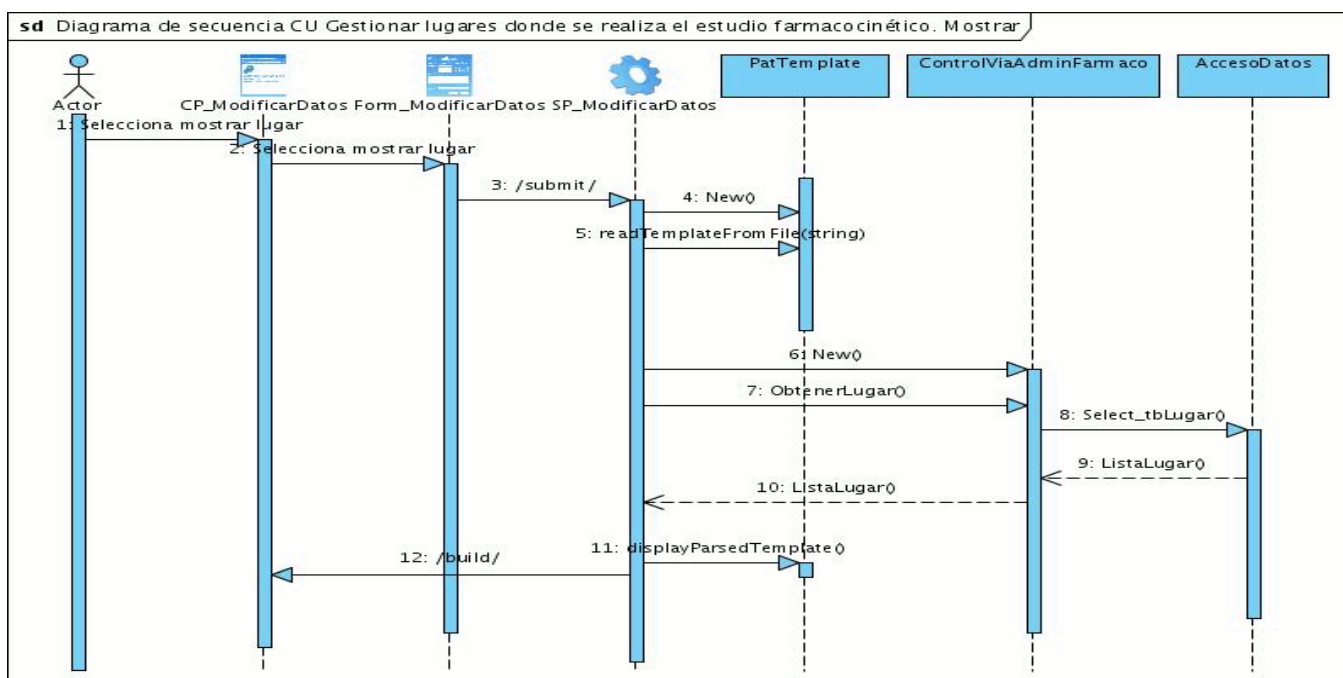 sd Diagrama de secuencia CU Gestionar lugares donde se realiza el estudio farmacocinético. Mostrar
Actor
CP_ModificarDatos
Form_ModificarDatos
SP_ModificarDatos
PatTemplate
ControlViaAdminFarmaco
AccesoDatos
1: Selecciona mostrar lugar
2: Selecciona mostrar lugar
3: /submit/
4: New()
5: readTemplateFromFile(string)
6: New()
7: ObtenerLugar()
8: Select_tbLugar()
9: ListaLugar()
10: ListaLugar()
11: displayParsedTemplate()
12: /build/